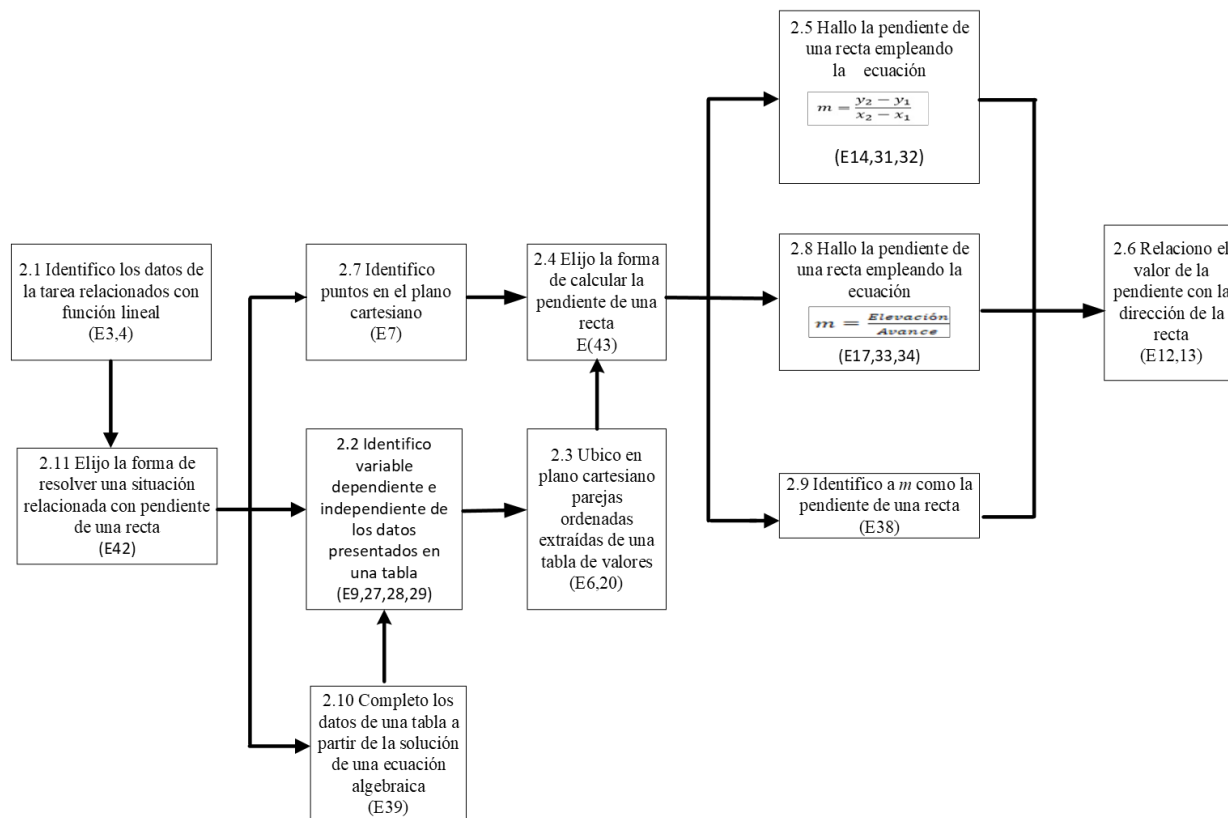 2.1 Identifico los datos de
la tarea relacionados con
función lineal
(E3,4)
2.11 Elijo la forma de
resolver una situación
relacionada con pendiente
de una recta
(E42)
2.7 Identifico
puntos en el plano
cartesiano
(E7)
2.2 Identifico
variable
dependiente e
independiente de
los datos
presentados en
una tabla
(E9,27,28,29)
2.10 Completo los
datos de una tabla a
partir de la solución
de una ecuación
algebraica
(E39)
2.4 Elijo la forma
de calcular la
pendiente de una
recta
E(43)
2.3 Ubico en
plano cartesiano
parejas
ordenadas
extraídas de una
tabla de valores
(E6,20)
2.5 Hallo la pendiente de
una recta empleando
la ecuación
m = \frac{y_2 - y_1}{x_2 - x_1}
(E14,31,32)
2.8 Hallo la pendiente de
una recta empleando la
ecuación
m = \frac{Elevación}{Avance}
(E17,33,34)
2.9 Identifico a m como la
pendiente de una recta
(E38)
2.6 Relaciono el
valor de la
pendiente con la
dirección de la
recta
(E12,13)